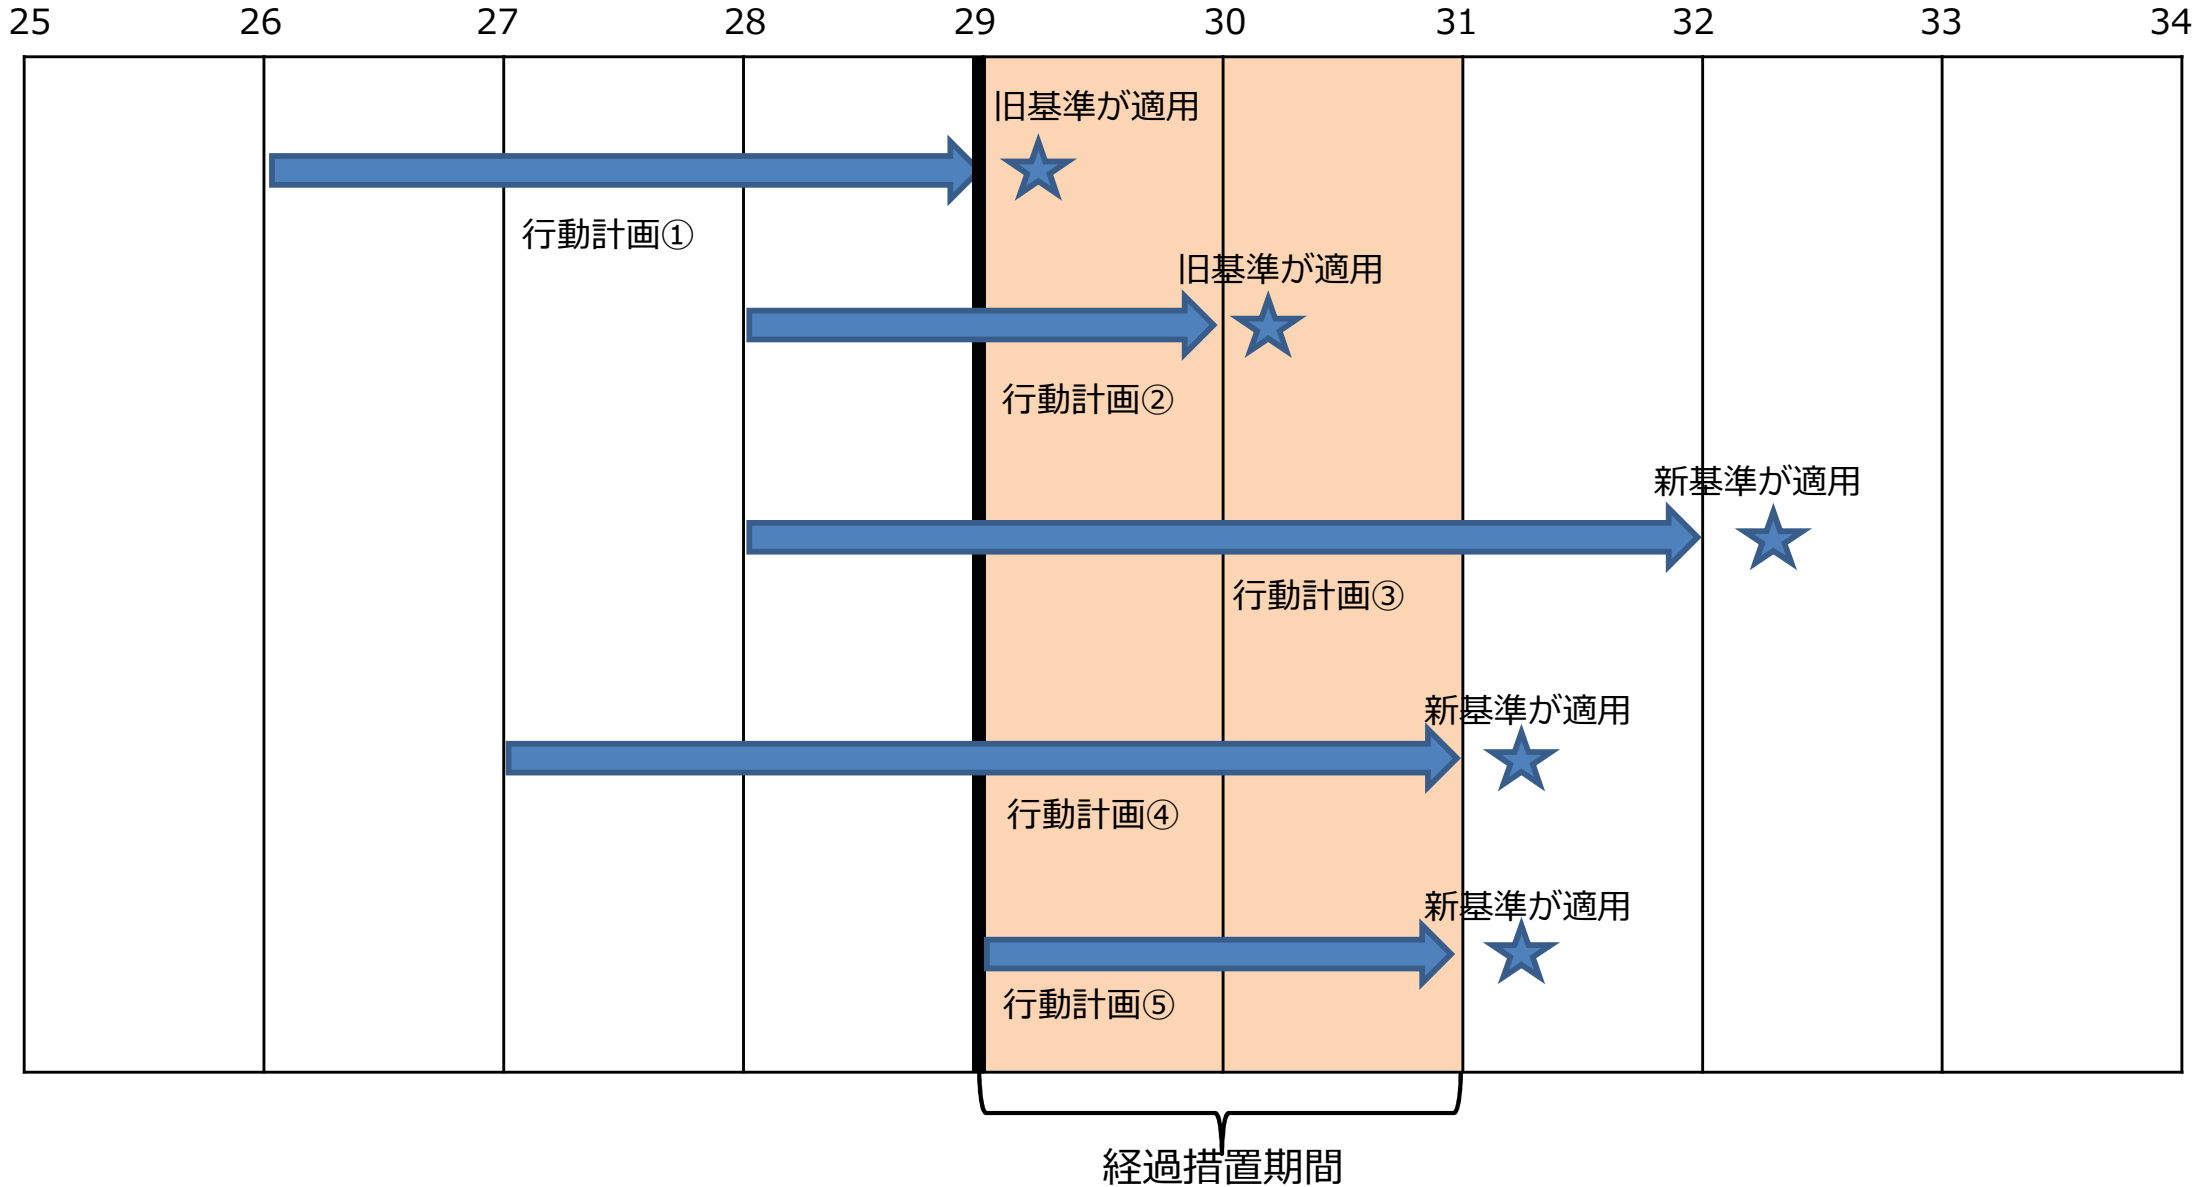 25 26 27 28 29 30 31 32 33 34
旧基準が適用
行動計画①
旧基準が適用
行動計画②
新基準が適用
行動計画③
新基準が適用
行動計画④
新基準が適用
行動計画⑤
経過措置期間